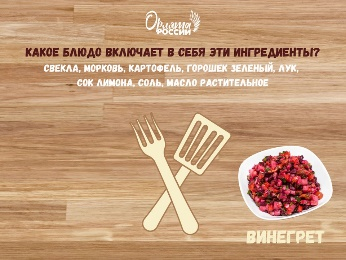 Орлята
РОССИИ
КАКОЕ БЛЮДО ВКЛЮЧАЕТ В СЕБЯ ЭТИ ИНГРЕДИЕНТЫ?
СВЕКЛА, МОРКОВЬ, КАРТОФЕЛЬ, ГОРОШЕК ЗЕЛЕНЫЙ, ЛУК,
СОК ЛИМОНА, СОЛЬ, МАСЛО РАСТИТЕЛЬНОЕ
ВИНЕГРЕТ